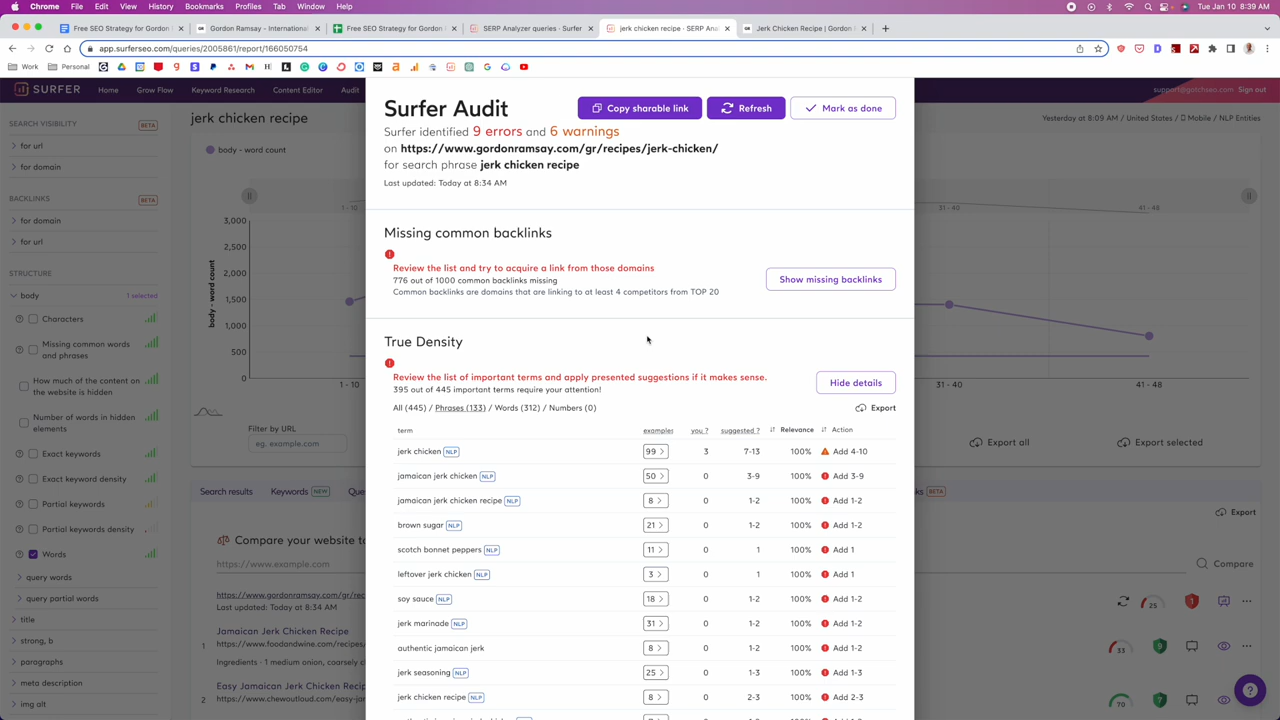 Chrome File Edit View History Bookmarks Profiles Tab Window Help
Tue Jan 10 8:39 AM
Free SEO Strategy for Gordon
Gordon Ramsay - International
Free SEO Strategy for Gordon
SERP Analyzer queries - Surfer
jerk chicken recipe · SERP Ana
Jerk Chicken Recipe | Gordon
app.surferseo.com/queries/2005861/report/166050754
Work Personal
SURFER Home Grow Flow Keyword Research Content Editor Audit
support@gotchseo.com Sign out
SEARCH VISIBILITY BETA
for url
for domain
BACKLINKS BETA
for domain
for url
STRUCTURE
body 1 selected
Characters
Missing common words
and phrases
How much of the content on
the website is hidden
Number of words in hidden
elements
Exact keywords
Exact keyword density
Partial keywords
Partial keywords density
Words
query words
query partial words
title
strong, b
paragraphs
meta description
img alt
jerk chicken recipe
Yesterday at 8:09 AM / United States / Mobile / NLP Entities
body - word count
1 - 10
31 - 40
41 - 48
body - word count
3,000
2,500
2,000
1,500
1,000
500
0
1 - 10
31 - 40
41 - 48
Filter by URL
eg. example.com
Export all
Export selected
Search results Keywords NEW
BETA
Export
Compare your website to
https://www.example.com
Compare
https://www.gordonramsay.com/gr/rec
Last updated: Today at 8:34 AM
25
1
1
Jamaican Jerk Chicken Recipe
https://www.foodandwine.com/recipes/
Ingredients · 1 medium onion, coarsely c
33
9
2
Easy Jamaican Jerk Chicken Recip
https://www.chewoutloud.com/easy-jam
70
7
Surfer Audit
Copy sharable link
Refresh
Mark as done
Surfer identified 9 errors and 6 warnings
on https://www.gordonramsay.com/gr/recipes/jerk-chicken/
for search phrase jerk chicken recipe
Last updated: Today at 8:34 AM
Missing common backlinks
Review the list and try to acquire a link from those domains
776 out of 1000 common backlinks missing
Common backlinks are domains that are linking to at least 4 competitors from TOP 20
Show missing backlinks
True Density
Review the list of important terms and apply presented suggestions if it makes sense.
395 out of 445 important terms require your attention!
Hide details
All (445) / Phrases (133) / Words (312) / Numbers (0)
Export
term examples you ? suggested ? Relevance Action
jerk chicken NLP 99 3 7-13 100% Add 4-10
jamaican jerk chicken NLP 50 0 3-9 100% Add 3-9
jamaican jerk chicken recipe NLP 8 0 1-2 100% Add 1-2
brown sugar NLP 21 0 1-2 100% Add 1-2
scotch bonnet peppers NLP 11 0 1 100% Add 1
leftover jerk chicken NLP 3 0 1 100% Add 1
soy sauce NLP 18 0 1-2 100% Add 1-2
jerk marinade NLP 31 0 1-2 100% Add 1-2
authentic jamaican jerk 8 0 1-2 100% Add 1-2
jerk seasoning NLP 25 0 1-3 100% Add 1-3
jerk chicken recipe NLP 8 0 2-3 100% Add 2-3